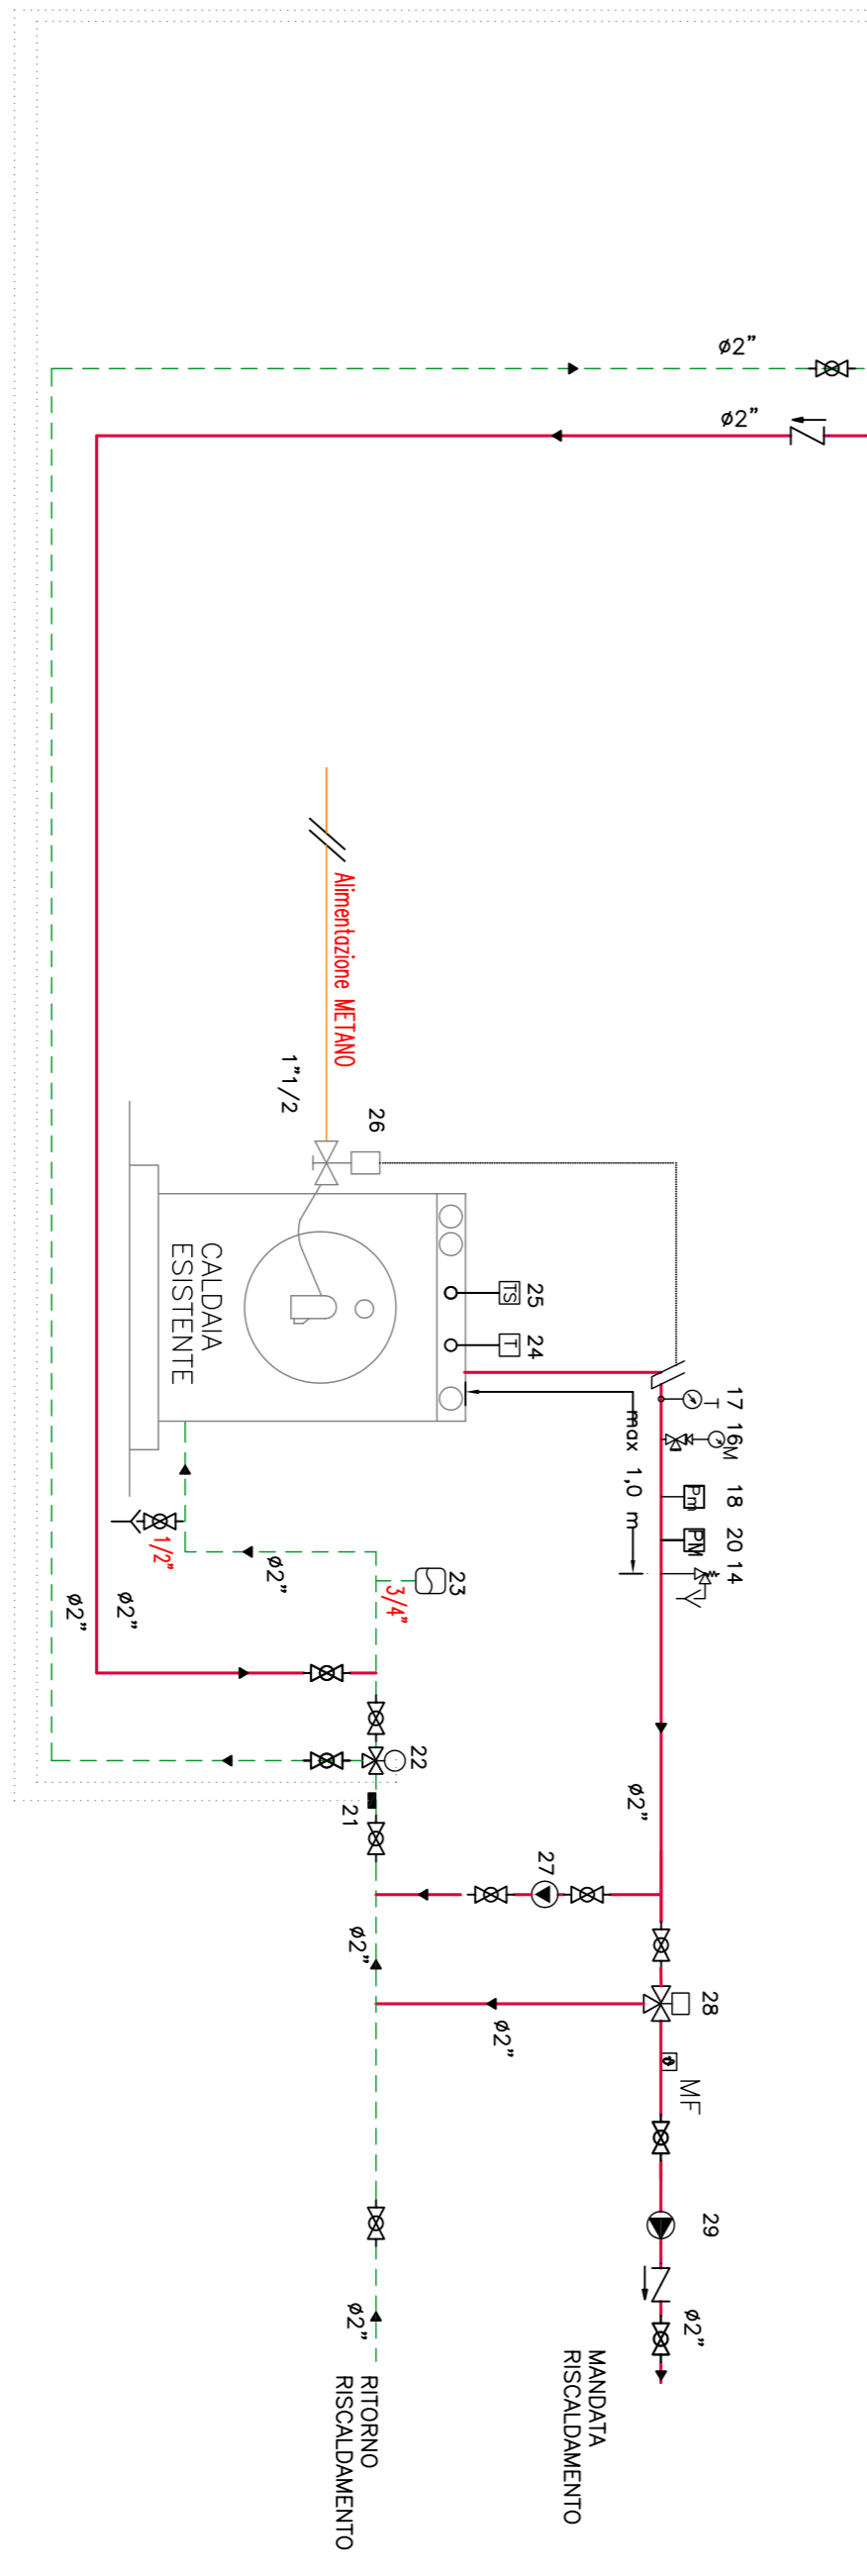 ø2"
ø2"
Alimentazione METANO
1"1/2
26
CALDAIA
ESISTENTE
TS
25
T
24
17
T
16
M
max 1,0 m
Pm
18
PM
20
14
1/2"
ø2"
23
3/4"
ø2"
ø2"
22
21
ø2"
27
ø2"
28
ø2"
MF
29
ø2"
ø2"
MANDATA
RISCALDAMENTO
RITORNO
RISCALDAMENTO